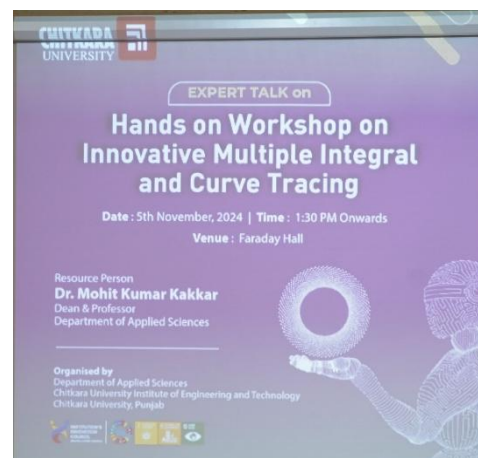 CHITKARA
UNIVERSITY
EXPERT TALK on
Hands on Workshop on
Innovative Multiple Integral
and Curve Tracing
Date : 5th November, 2024 | Time : 1:30 PM Onwards
Venue : Faraday Hall
Resource Person
Dr. Mohit Kumar Kakkar
Dean & Professor
Department of Applied Sciences
Organised by
Department of Applied Sciences
Chitkara University Institute of Engineering and Technology
Chitkara University, Punjab